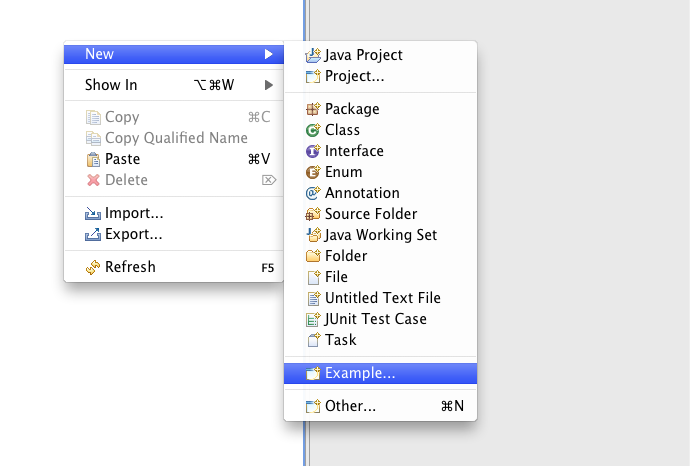 New
Show In ⌥⌘W
Copy ⌘C
Copy Qualified Name
Paste ⌘V
Delete ⌦
Import...
Export...
Refresh F5
Java Project
Project...
Package
Class
Interface
Enum
Annotation
Source Folder
Java Working Set
Folder
File
Untitled Text File
JUnit Test Case
Task
Example...
Other... ⌘N